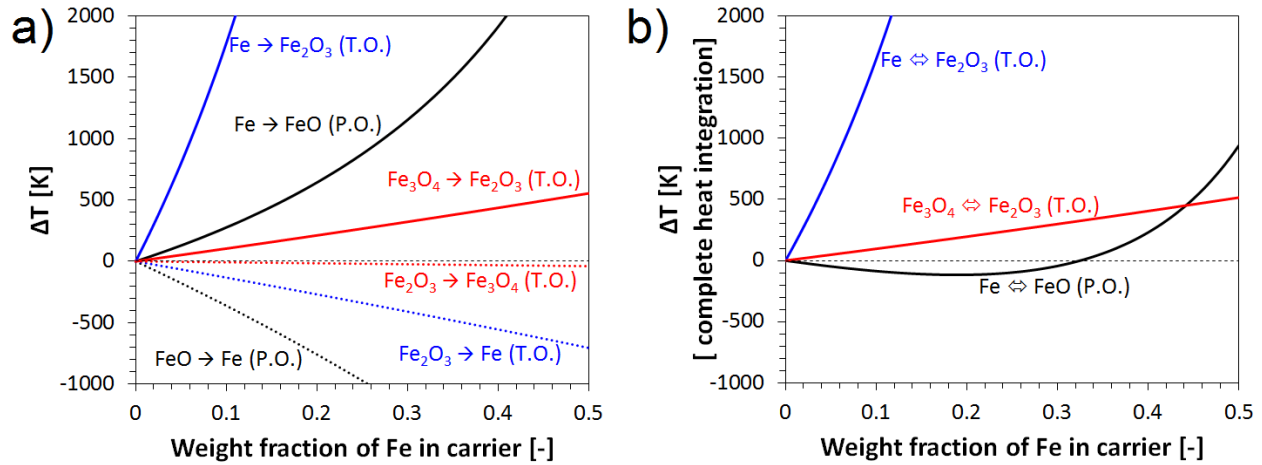 a)
2000
1500
1000
500
0
-500
-1000
ΔT [K]
Fe → Fe₂O₃ (T.O.)
Fe → FeO (P.O.)
Fe₃O₄ → Fe₂O₃ (T.O.)
Fe₂O₃ → Fe₃O₄ (T.O.)
FeO → Fe (P.O.)
Fe₂O₃ → Fe (T.O.)
0 0.1 0.2 0.3 0.4 0.5
Weight fraction of Fe in carrier [-]
b)
2000
1500
1000
500
0
-500
-1000
ΔT [K]
[ complete heat integration]
Fe ⇔ Fe₂O₃ (T.O.)
Fe₃O₄ ⇔ Fe₂O₃ (T.O.)
Fe ⇔ FeO (P.O.)
0 0.1 0.2 0.3 0.4 0.5
Weight fraction of Fe in carrier [-]